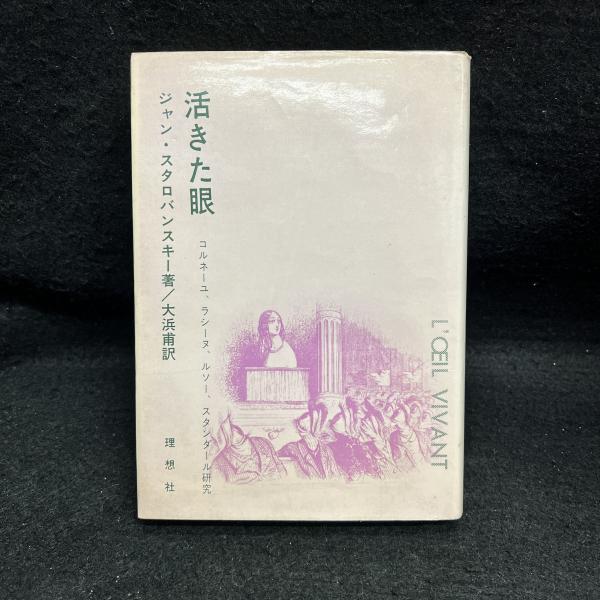 活きた眼
ジャン・スタロバンスキー著／大浜甫訳
コルネーユ、ラシーヌ、ルソー、スタンダール研究
理想社
L'ŒIL VIVANT